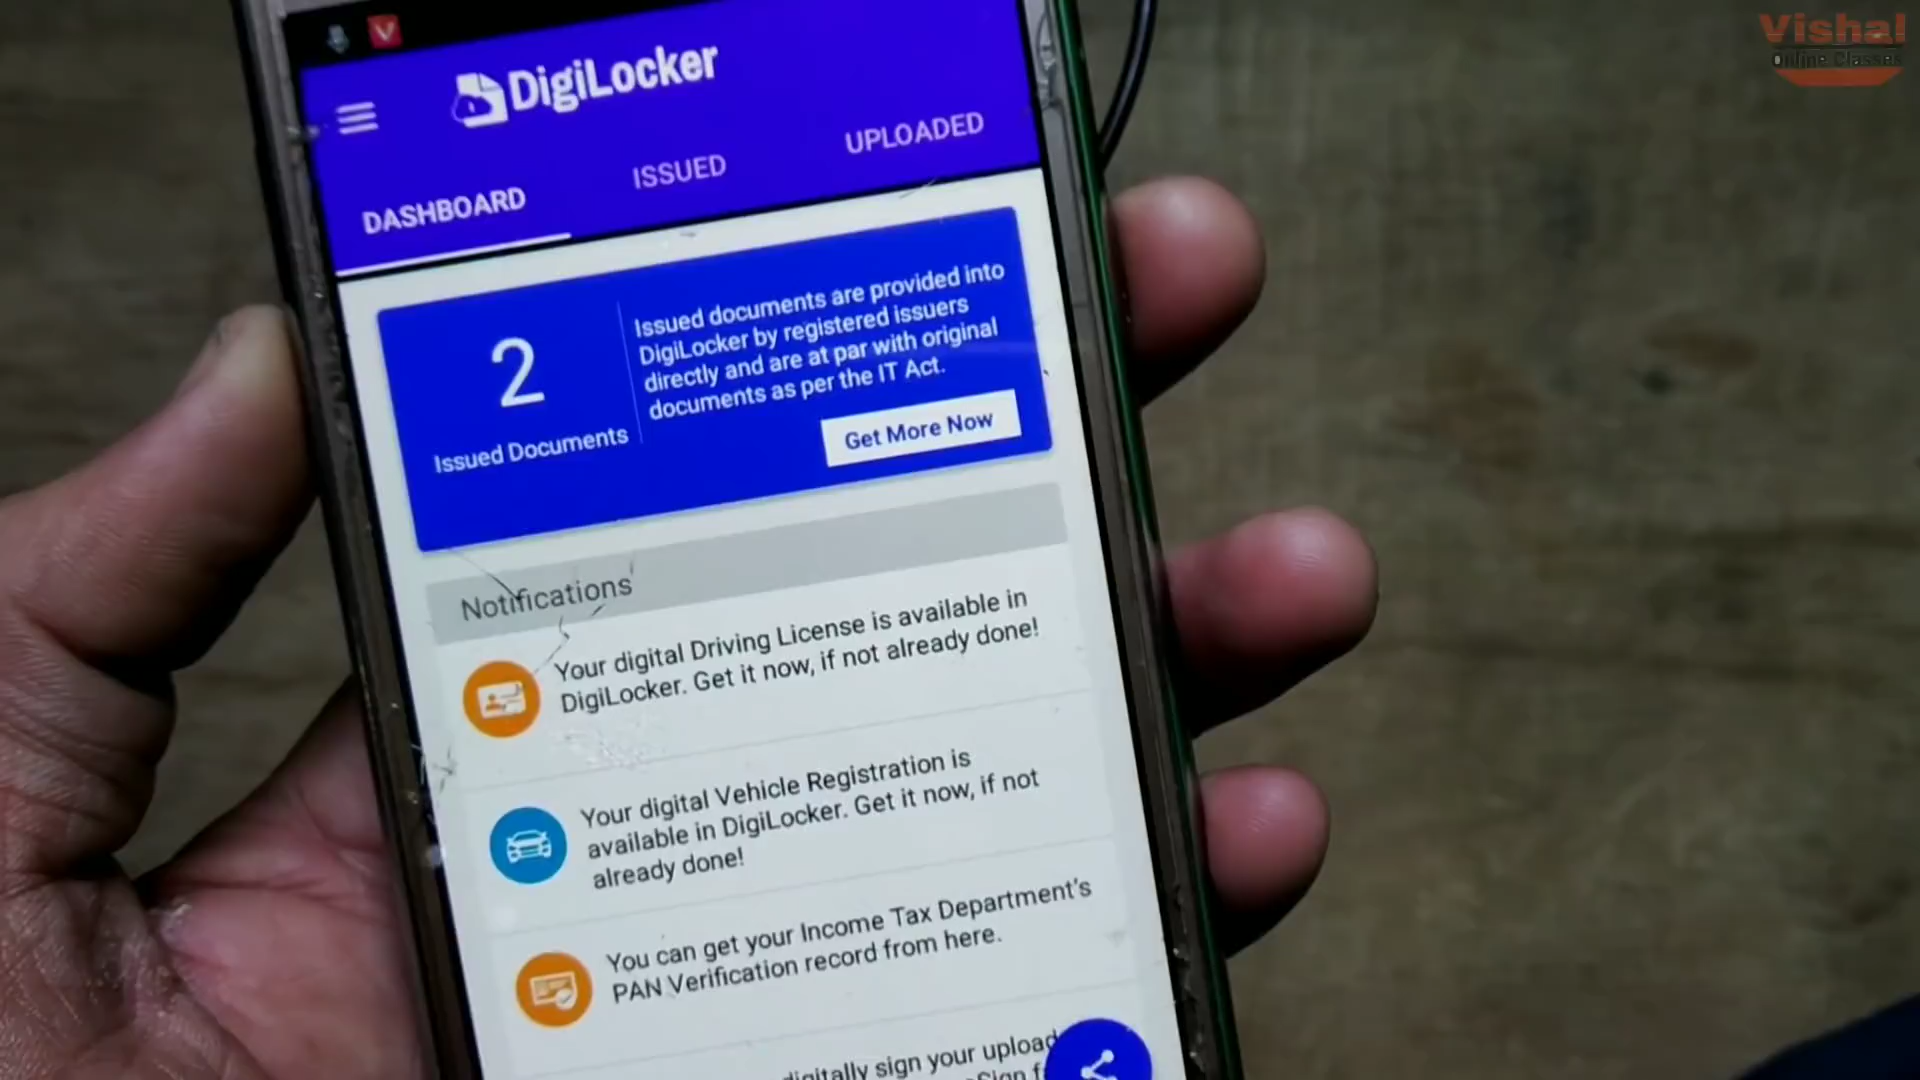 Vishal
Online Classes
DigiLocker
DASHBOARD
ISSUED
UPLOADED
2
Issued Documents
Issued documents are provided into
DigiLocker by registered issuers
directly and are at par with original
documents as per the IT Act.
Get More Now
Notifications
Your digital Driving License is available in
DigiLocker. Get it now, if not already done!
Your digital Vehicle Registration is
available in DigiLocker. Get it now, if not
already done!
You can get your Income Tax Department's
PAN Verification record from here.
digitally sign your